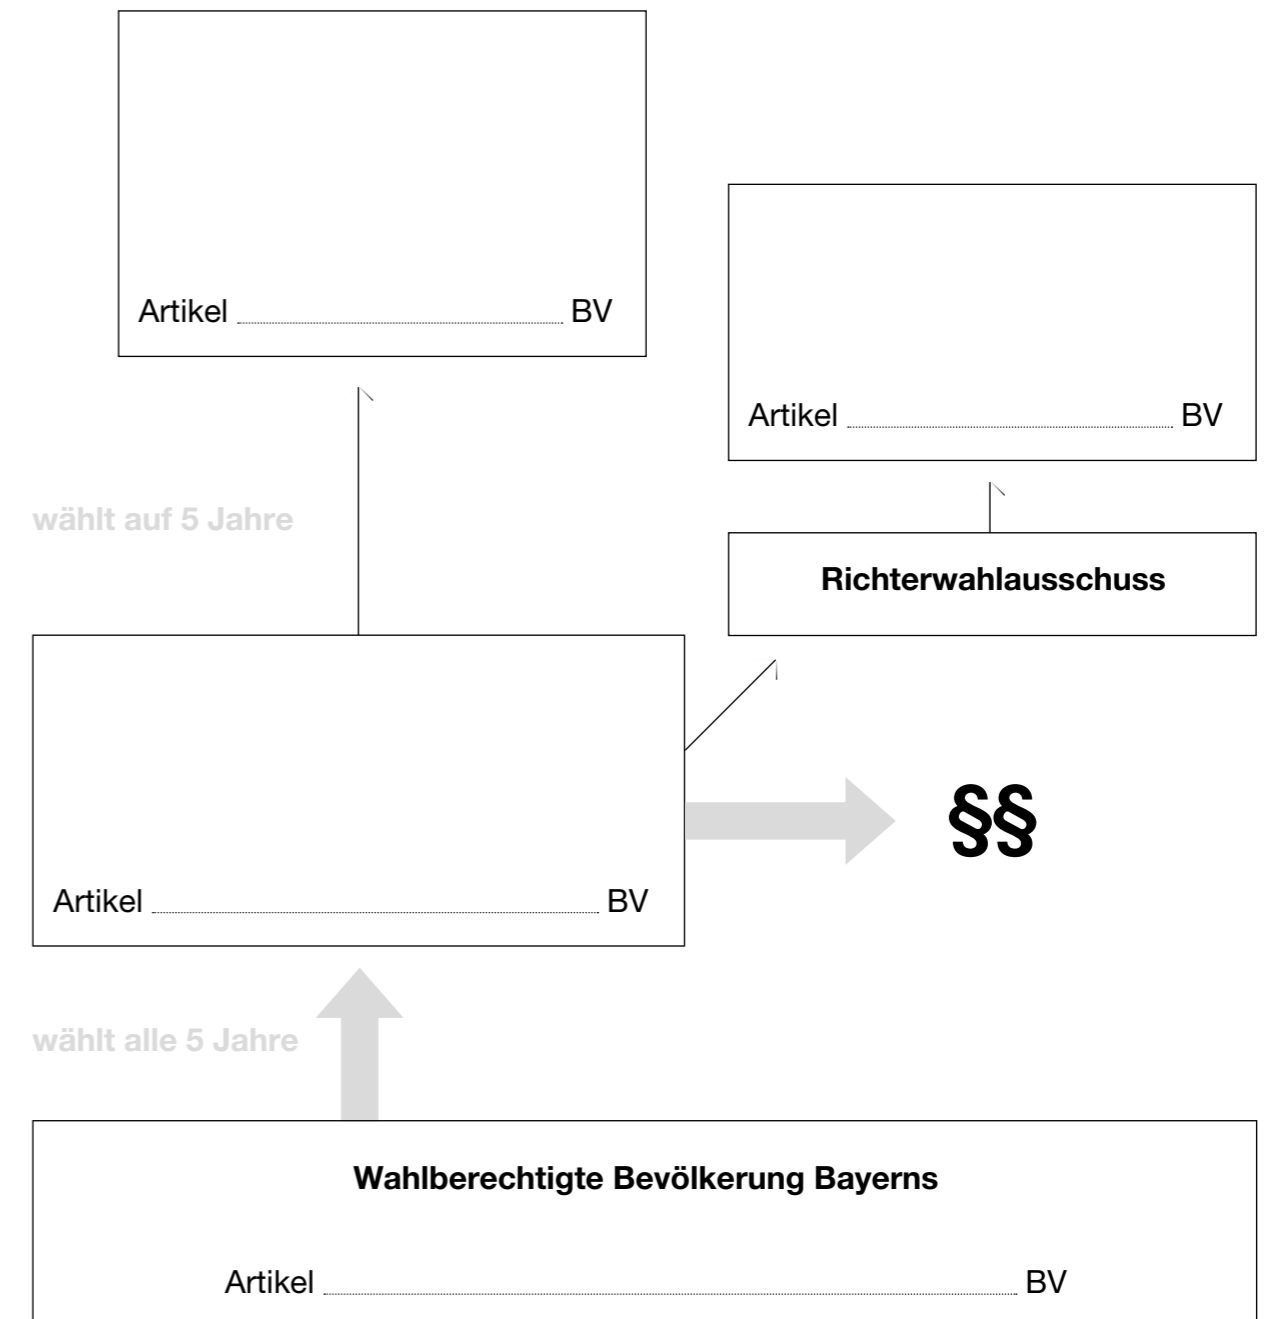 Artikel BV
Artikel BV
wählt auf 5 Jahre
Richterwahlausschuss
§§
Artikel BV
wählt alle 5 Jahre
Wahlberechtigte Bevölkerung Bayerns
Artikel BV